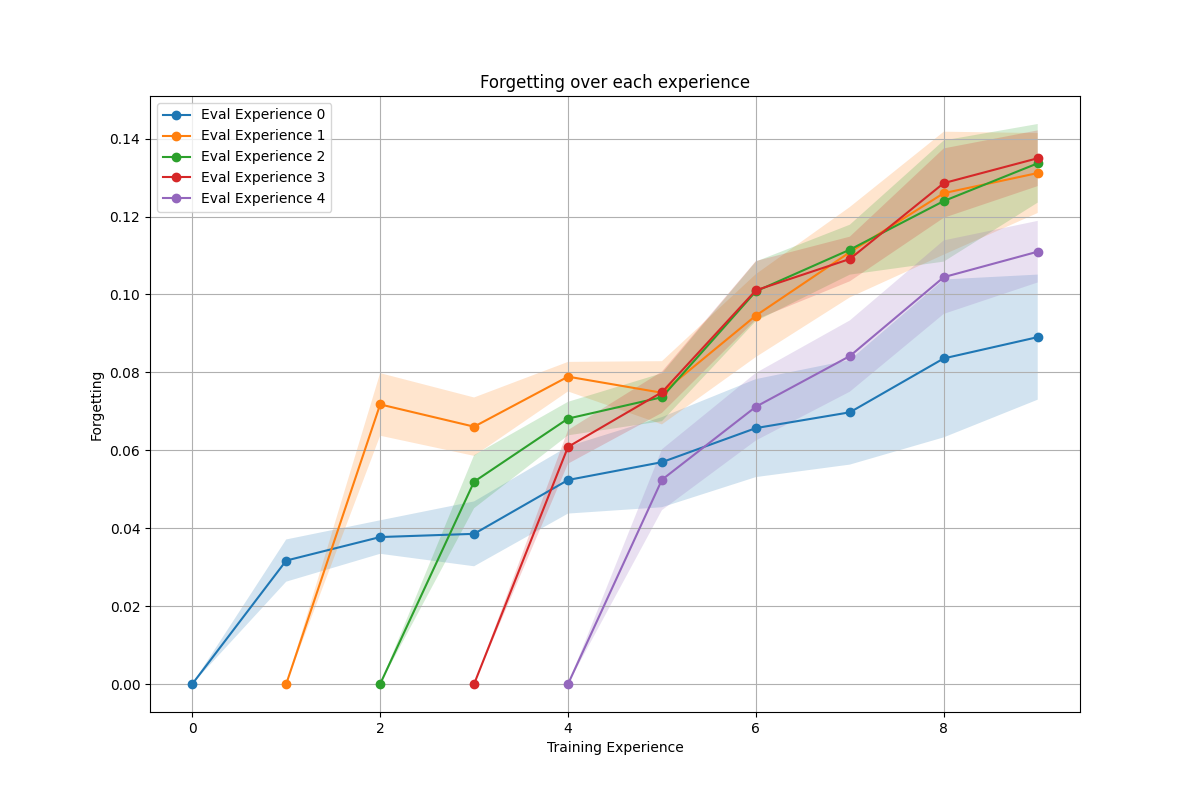 Forgetting over each experience
Eval Experience 0
Eval Experience 1
Eval Experience 2
Eval Experience 3
Eval Experience 4
Forgetting
0.14
0.12
0.10
0.08
0.06
0.04
0.02
0.00
0 2 4 6 8
Training Experience